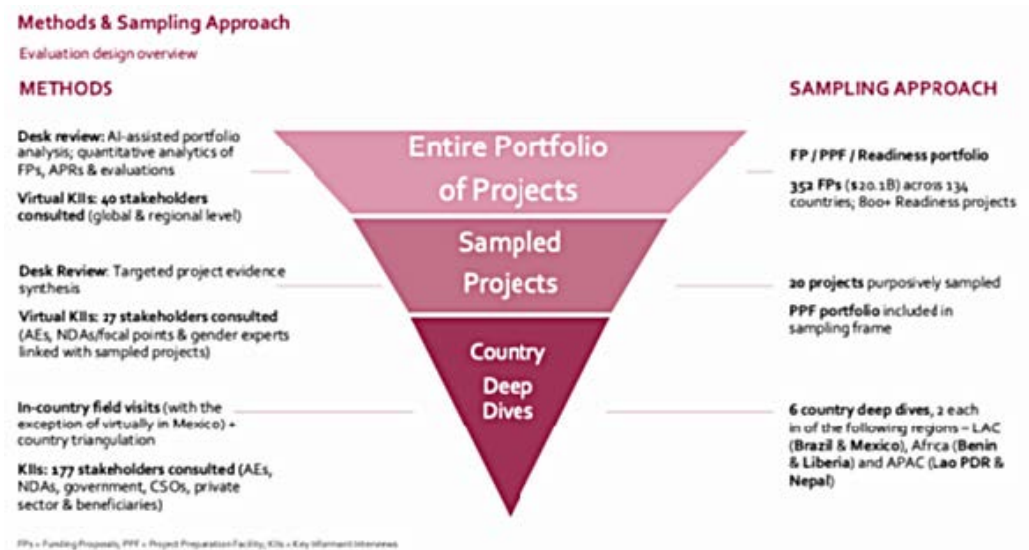 Methods & Sampling Approach
Evaluation design overview
METHODS
Desk review: AI-assisted portfolio
analysis; quantitative analytics of
FPs, APRs & evaluations
Virtual KIIs: 40 stakeholders
consulted (global & regional level)
Desk Review: Targeted project evidence
synthesis
Virtual KIIs: 27 stakeholders consulted
(AEs, NDAs/focal points & gender experts
linked with sampled projects)
In-country field visits (with the
exception of virtually in Mexico) +
country triangulation
KIIs: 177 stakeholders consulted (AEs,
NDAs, government, CSOs, private
sector & beneficiaries)
Entire Portfolio
of Projects
Sampled
Projects
Country
Deep
Dives
SAMPLING APPROACH
FP / PPF / Readiness portfolio
352 FPs ($20.1B) across 134
countries; 800+ Readiness projects
20 projects purposively sampled
PPF portfolio included in
sampling frame
6 country deep dives, 2 each
in of the following regions – LAC
(Brazil & Mexico), Africa (Benin
& Liberia) and APAC (Lao PDR &
Nepal)
FPs = Funding Proposals, PPF = Project Preparation Facility, KIIs = Key Informant Interviews